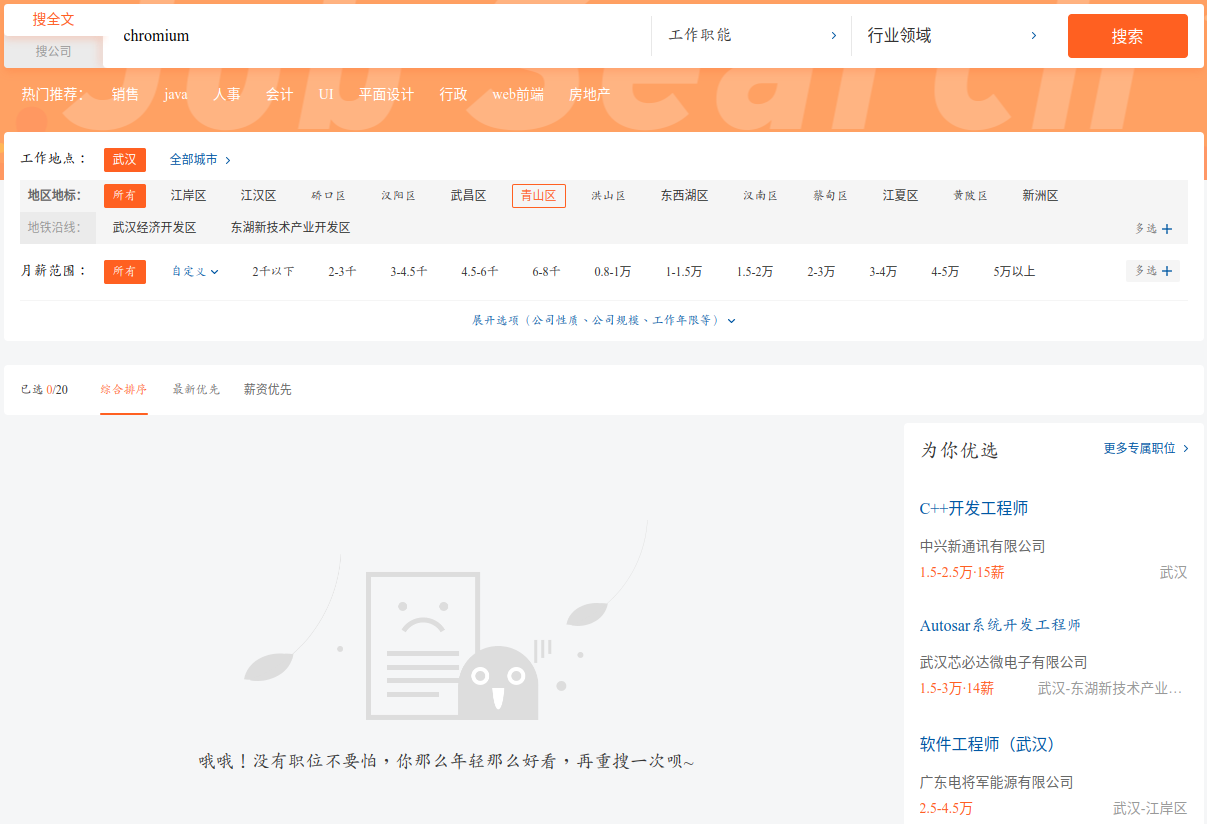 搜全文
搜公司
chromium
工作职能
行业领域
搜索
热门推荐： 销售 java 人事 会计 UI 平面设计 行政 web前端 房地产
工作地点： 武汉 全部城市
地区地标： 所有 江岸区 江汉区 硚口区 汉阳区 武昌区 青山区 洪山区 东西湖区 汉南区 蔡甸区 江夏区 黄陂区 新洲区
地铁沿线： 武汉经济开发区 东湖新技术产业开发区 多选
月薪范围： 所有 自定义 2千以下 2-3千 3-4.5千 4.5-6千 6-8千 0.8-1万 1-1.5万 1.5-2万 2-3万 3-4万 4-5万 5万以上 多选
展开选项（公司性质、公司规模、工作年限等）
已选 0/20 综合排序 最新优先 薪资优先
哦哦！没有职位不要怕，你那么年轻那么好看，再重搜一次呗~
为你优选 更多专属职位
C++开发工程师
中兴新通讯有限公司
1.5-2.5万·15薪 武汉
Autosar系统开发工程师
武汉芯必达微电子有限公司
1.5-3万·14薪 武汉-东湖新技术产业...
软件工程师（武汉）
广东电将军能源有限公司
2.5-4.5万 武汉-江岸区
Job Search